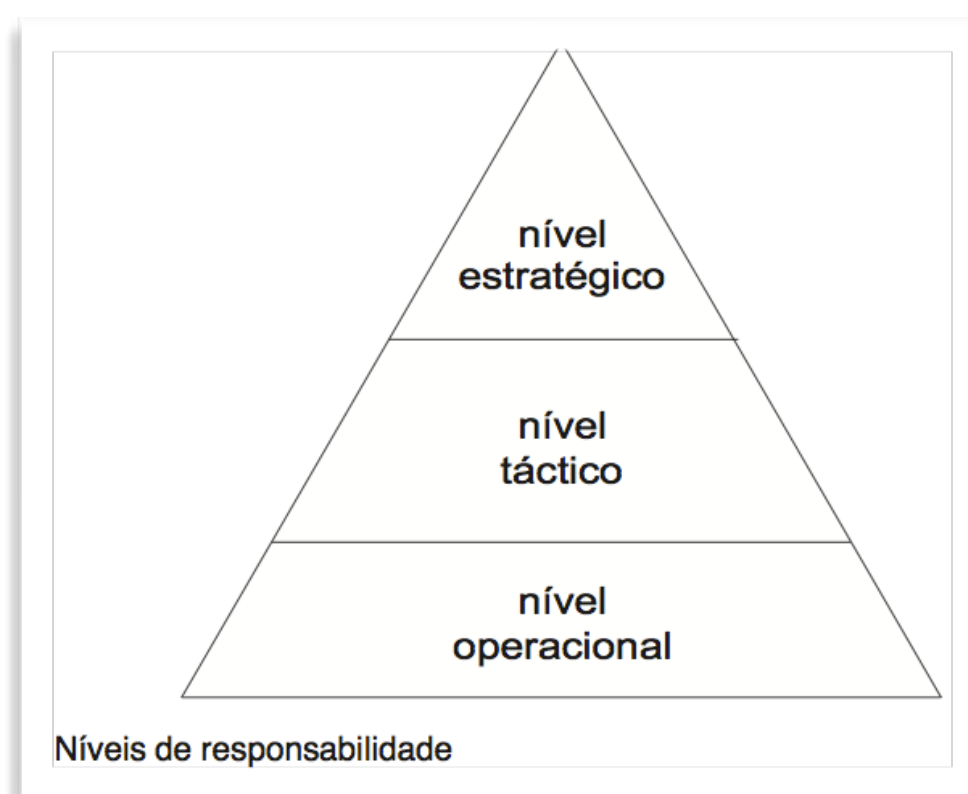 nível
estratégico
nível
táctico
nível
operacional
Níveis de responsabilidade